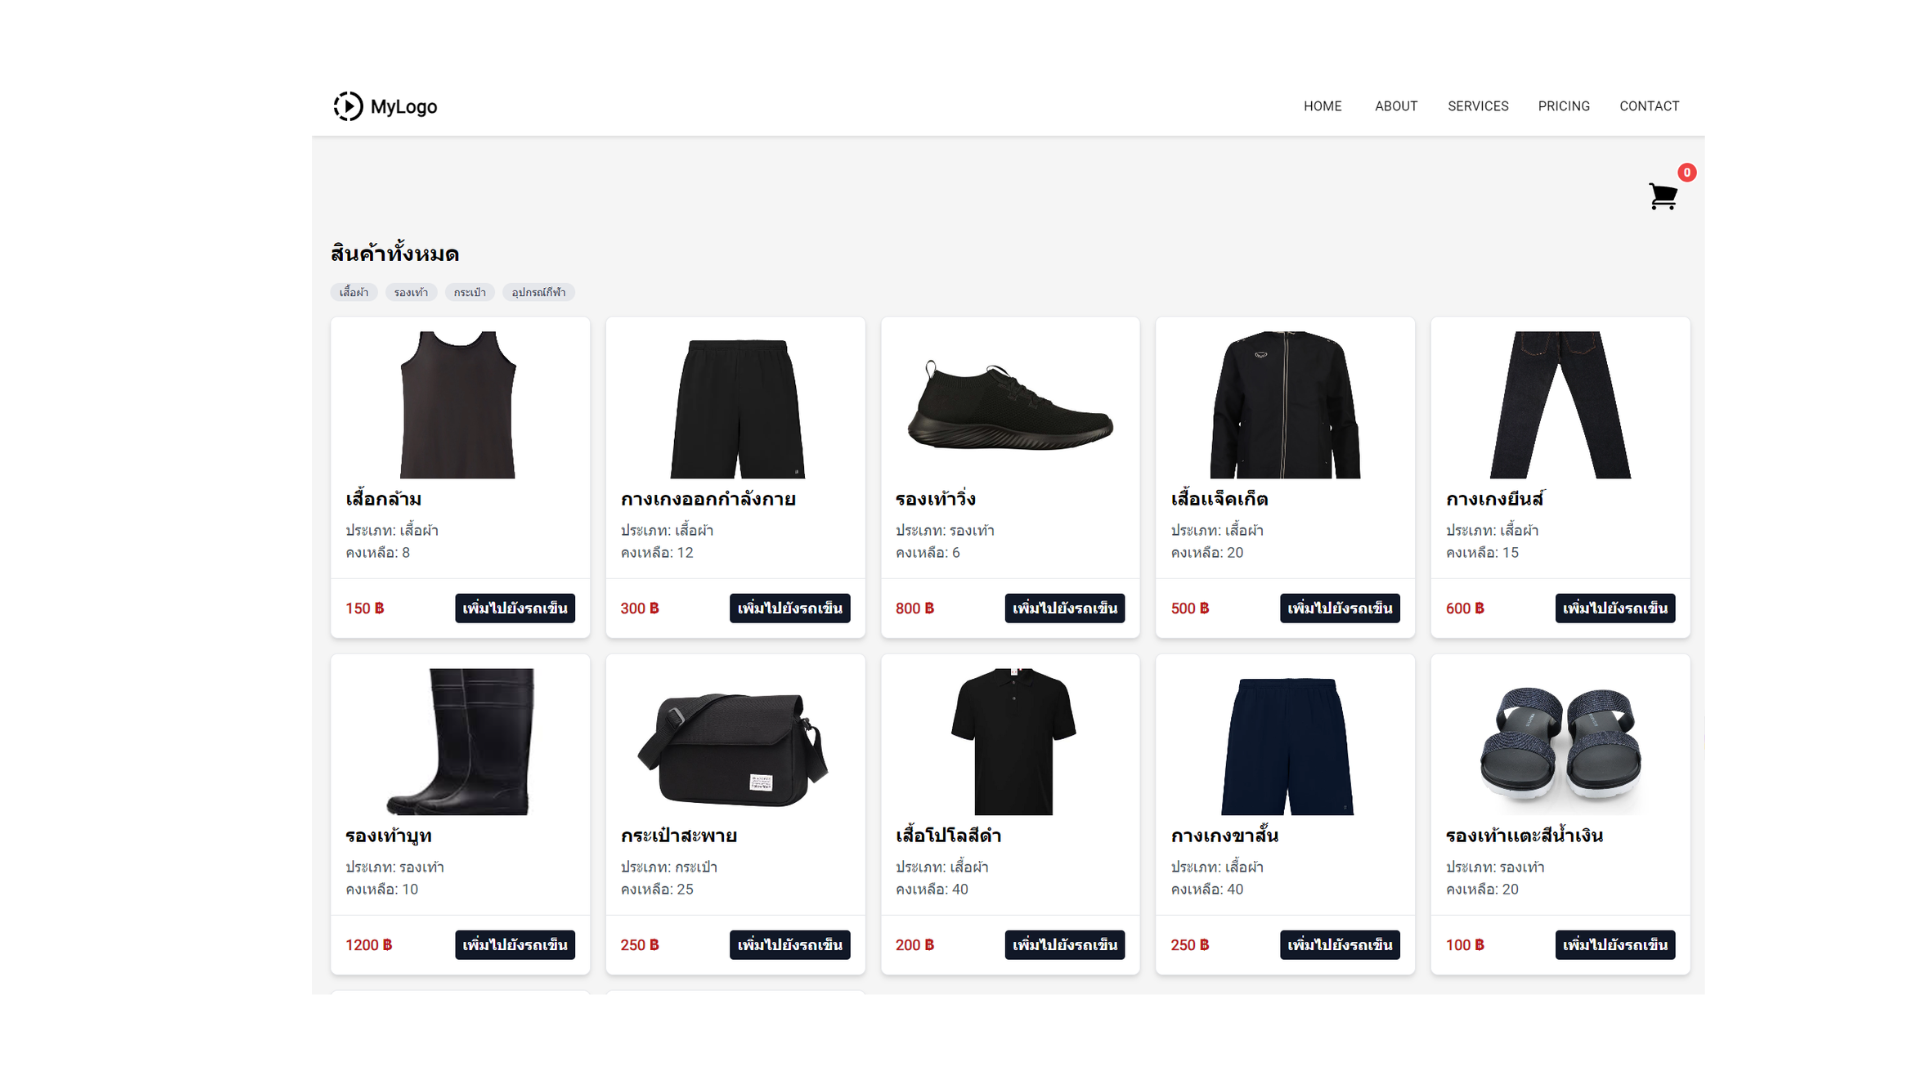 MyLogo
HOME ABOUT SERVICES PRICING CONTACT
0
สินค้าทั้งหมด
เสื้อผ้า รองเท้า กระเป๋า อุปกรณ์กีฬา
เสื้อกล้าม
ประเภท: เสื้อผ้า
คงเหลือ: 8
150 ฿ เพิ่มไปยังรถเข็น
กางเกงออกกำลังกาย
ประเภท: เสื้อผ้า
คงเหลือ: 12
300 ฿ เพิ่มไปยังรถเข็น
รองเท้าวิ่ง
ประเภท: รองเท้า
คงเหลือ: 6
800 ฿ เพิ่มไปยังรถเข็น
เสื้อแจ็คเก็ต
ประเภท: เสื้อผ้า
คงเหลือ: 20
500 ฿ เพิ่มไปยังรถเข็น
กางเกงยีนส์
ประเภท: เสื้อผ้า
คงเหลือ: 15
600 ฿ เพิ่มไปยังรถเข็น
รองเท้าบูท
ประเภท: รองเท้า
คงเหลือ: 10
1200 ฿ เพิ่มไปยังรถเข็น
กระเป๋าสะพาย
ประเภท: กระเป๋า
คงเหลือ: 25
250 ฿ เพิ่มไปยังรถเข็น
เสื้อโปโลสีดำ
ประเภท: เสื้อผ้า
คงเหลือ: 40
200 ฿ เพิ่มไปยังรถเข็น
กางเกงขาสั้น
ประเภท: เสื้อผ้า
คงเหลือ: 40
250 ฿ เพิ่มไปยังรถเข็น
รองเท้าแตะสีน้ำเงิน
ประเภท: รองเท้า
คงเหลือ: 20
100 ฿ เพิ่มไปยังรถเข็น